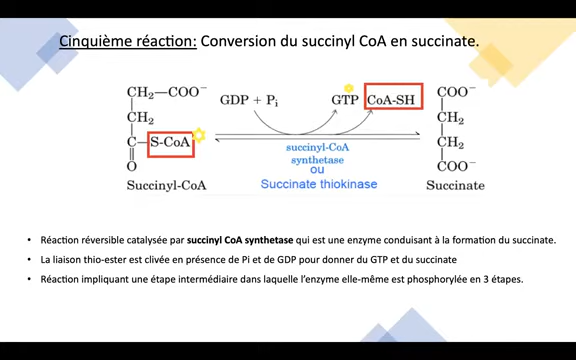 Cinquième réaction: Conversion du succinyl CoA en succinate.
CH₂—COO⁻
CH₂
C—S-CoA
O
Succinyl-CoA
GDP + Pᵢ
GTP
CoA-SH
succinyl-CoA
synthetase
ou
Succinate thiokinase
COO⁻
CH₂
CH₂
COO⁻
Succinate
• Réaction réversible catalysée par succinyl CoA synthetase qui est une enzyme conduisant à la formation du succinate.
• La liaison thio-ester est clivée en présence de Pi et de GDP pour donner du GTP et du succinate
• Réaction impliquant une étape intermédiaire dans laquelle l'enzyme elle-même est phosphorylée en 3 étapes.